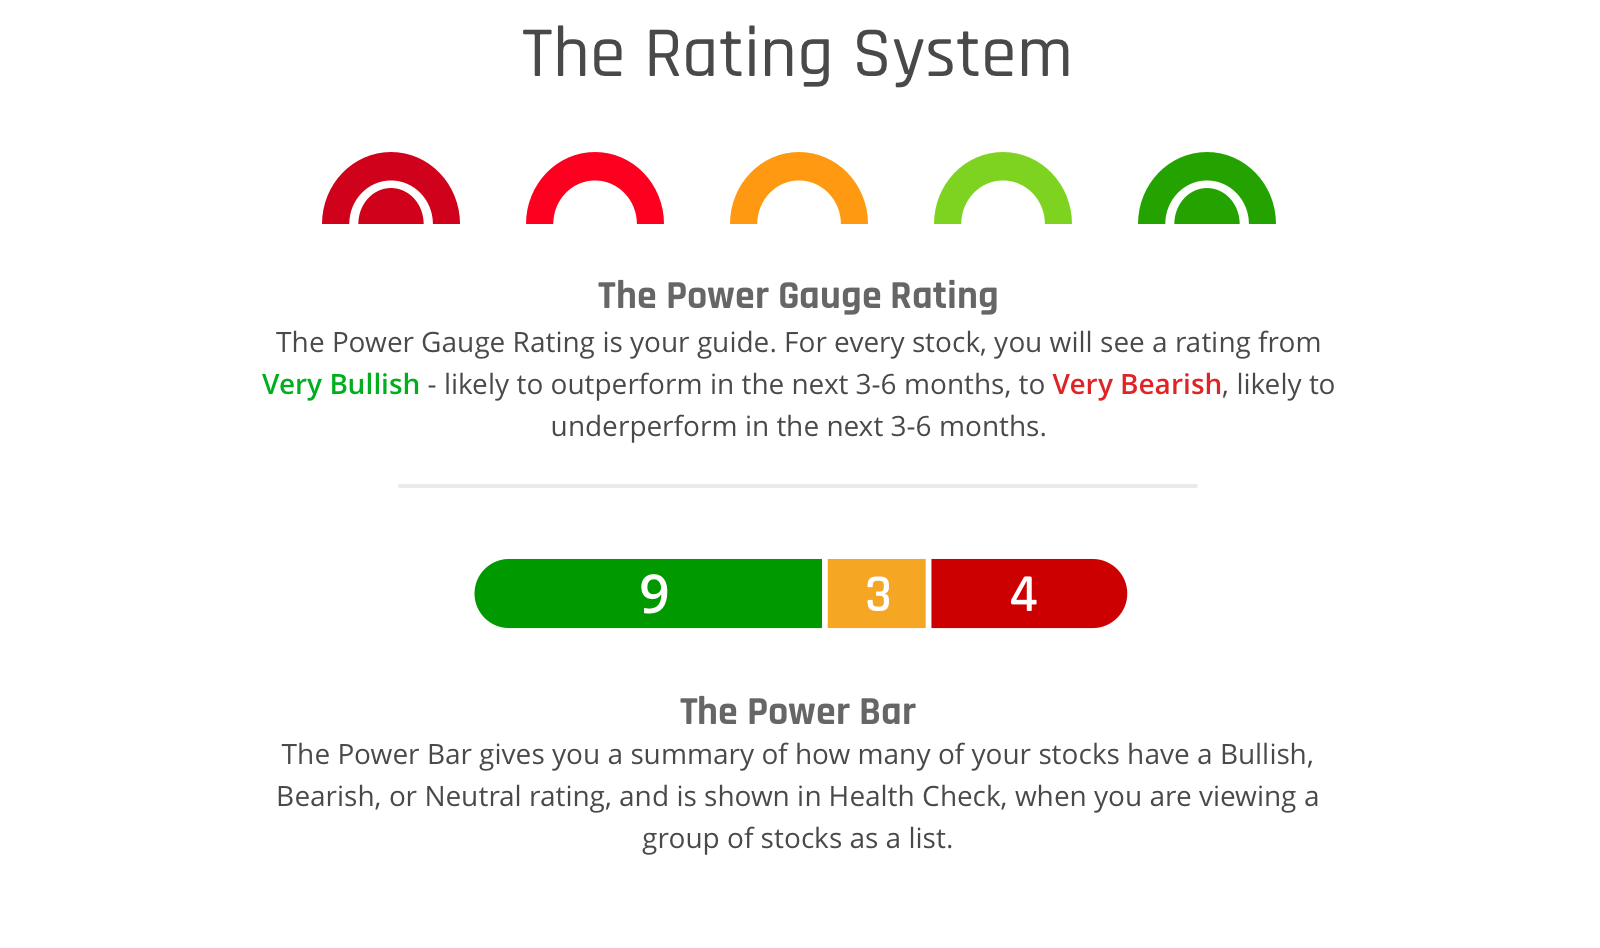 The Rating System
The Power Gauge Rating
The Power Gauge Rating is your guide. For every stock, you will see a rating from
Very Bullish - likely to outperform in the next 3-6 months, to Very Bearish, likely to
underperform in the next 3-6 months.
9 3 4
The Power Bar
The Power Bar gives you a summary of how many of your stocks have a Bullish,
Bearish, or Neutral rating, and is shown in Health Check, when you are viewing a
group of stocks as a list.